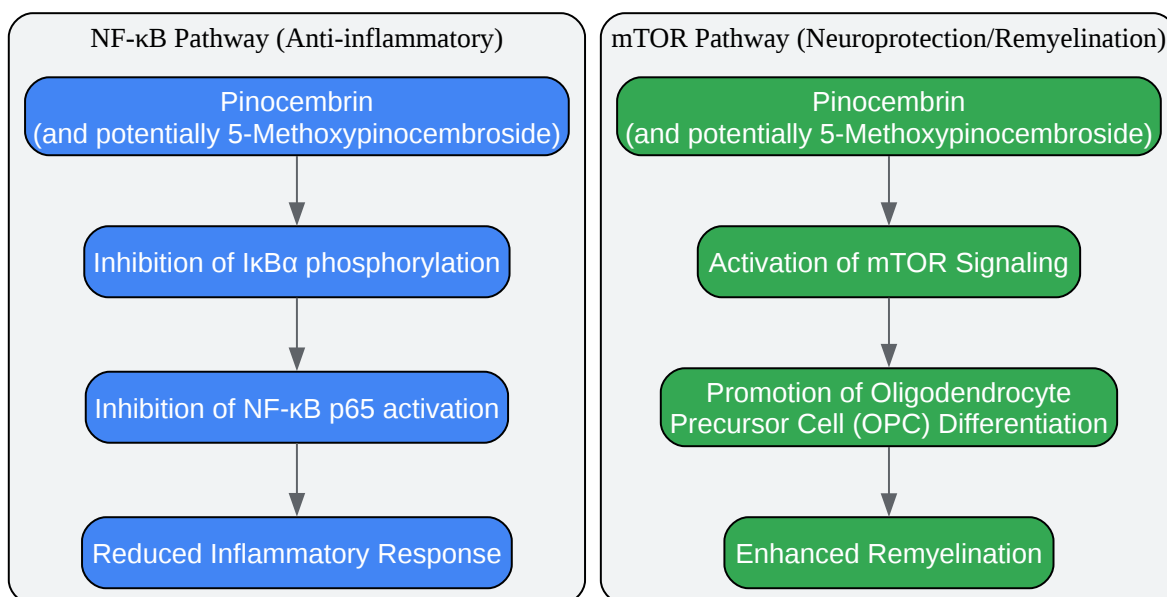 NF-κB Pathway (Anti-inflammatory)
Pinocembrin
(and potentially 5-Methoxypinocembroside)
Inhibition of IκBα phosphorylation
Inhibition of NF-κB p65 activation
Reduced Inflammatory Response
mTOR Pathway (Neuroprotection/Remyelination)
Pinocembrin
(and potentially 5-Methoxypinocembroside)
Activation of mTOR Signaling
Promotion of Oligodendrocyte
Precursor Cell (OPC) Differentiation
Enhanced Remyelination